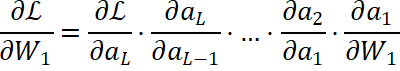 ∂ℒ/∂W₁ = ∂ℒ/∂a_L · ∂a_L/∂a_{L−1} · … · ∂a₂/∂a₁ · ∂a₁/∂W₁